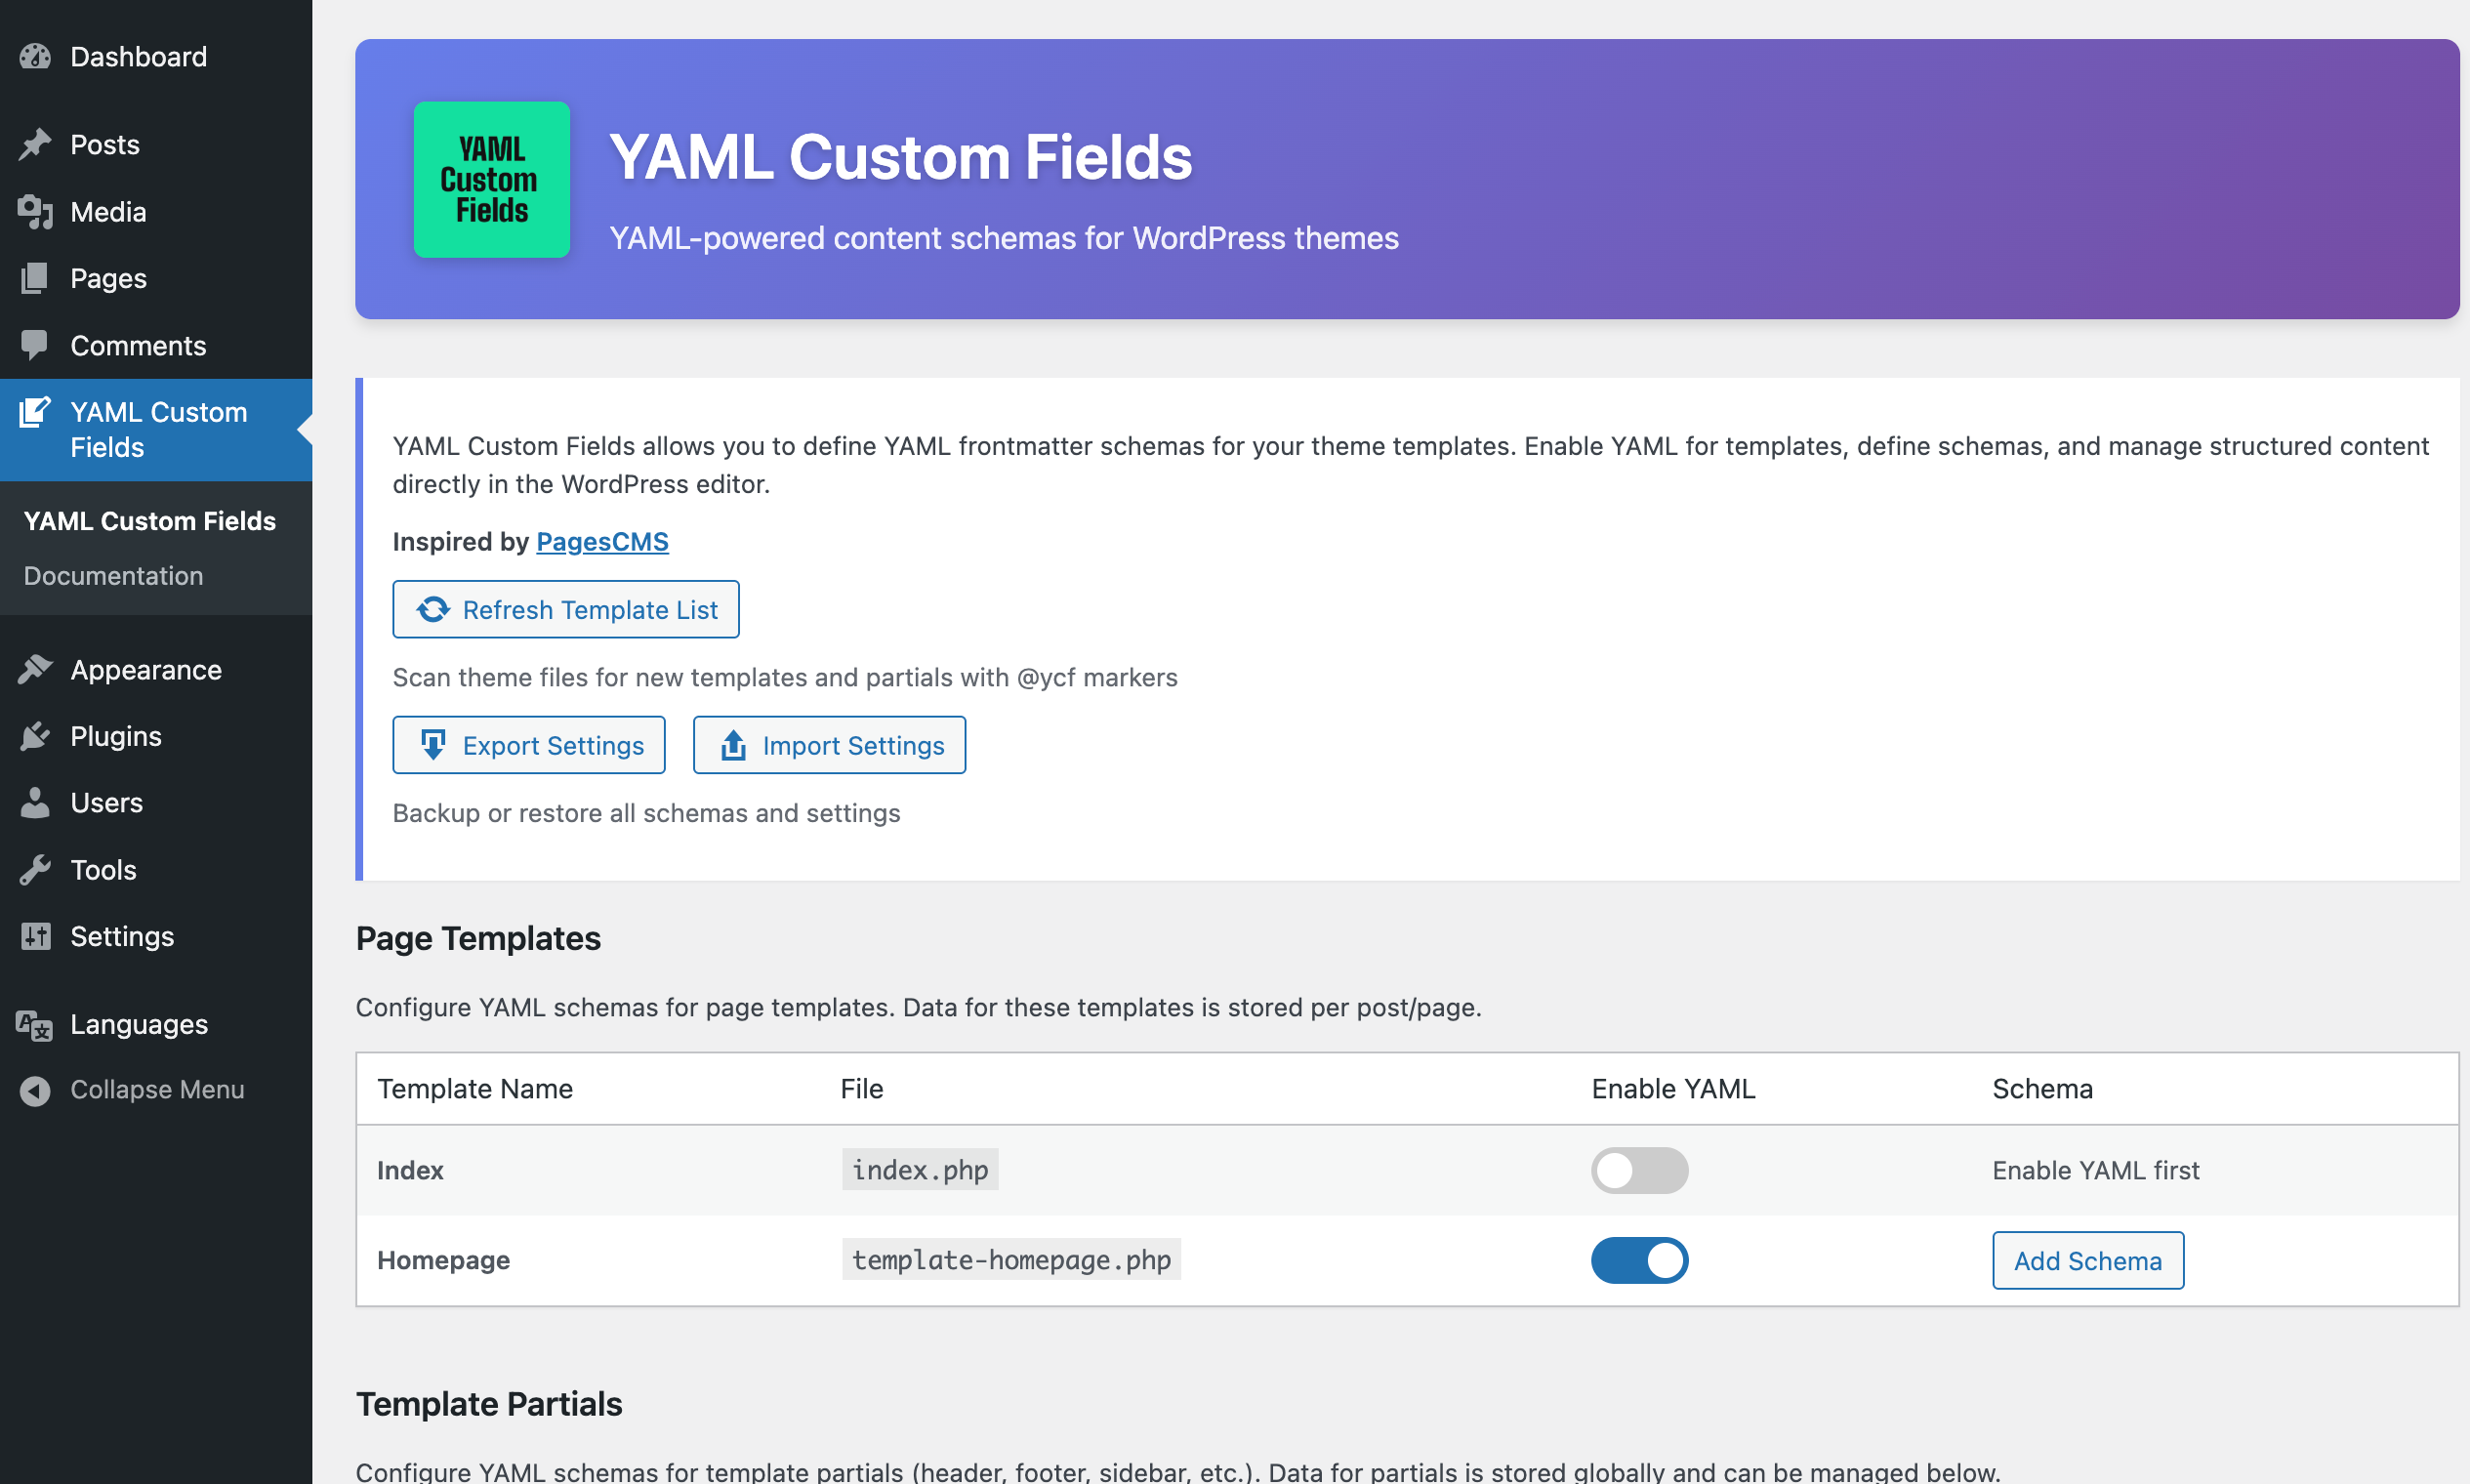 Dashboard
Posts
Media
Pages
Comments
YAML Custom
Fields
YAML Custom Fields
Documentation
Appearance
Plugins
Users
Tools
Settings
Languages
Collapse Menu
YAML
Custom
Fields
YAML Custom Fields
YAML-powered content schemas for WordPress themes
YAML Custom Fields allows you to define YAML frontmatter schemas for your theme templates. Enable YAML for templates, define schemas, and manage structured content
directly in the WordPress editor.
Inspired by PagesCMS
Refresh Template List
Scan theme files for new templates and partials with @ycf markers
Export Settings Import Settings
Backup or restore all schemas and settings
Page Templates
Configure YAML schemas for page templates. Data for these templates is stored per post/page.
Template Name File Enable YAML Schema
Index index.php Enable YAML first
Homepage template-homepage.php Add Schema
Template Partials
Configure YAML schemas for template partials (header, footer, sidebar, etc.). Data for partials is stored globally and can be managed below.